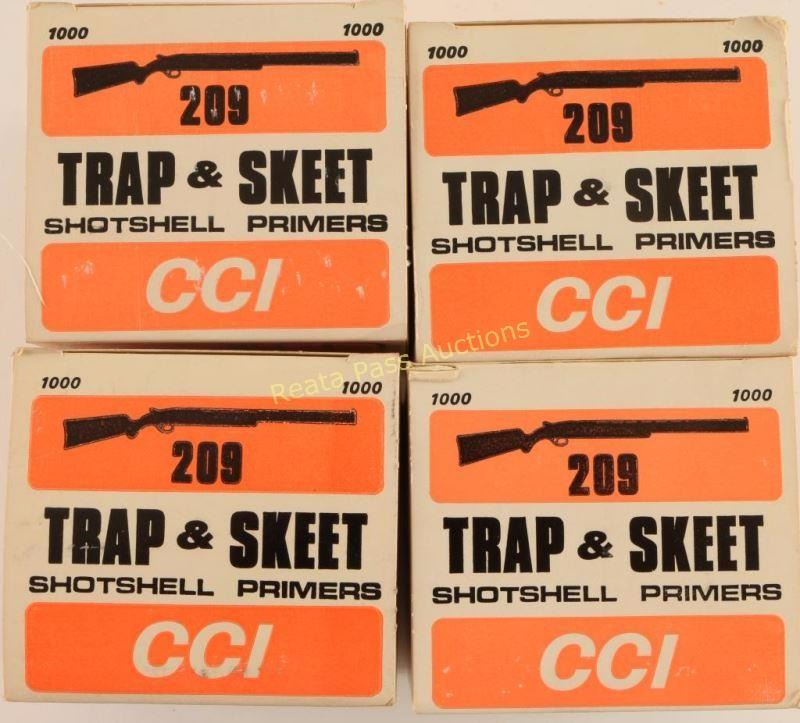 1000 1000
209
TRAP & SKEET
SHOTSHELL PRIMERS
CCI
1000 1000
209
TRAP & SKEET
SHOTSHELL PRIMERS
CCI
Reata Pass Auctions
1000 1000
209
TRAP & SKEET
SHOTSHELL PRIMERS
CCI
1000 1000
209
TRAP & SKEET
SHOTSHELL PRIMERS
CCI